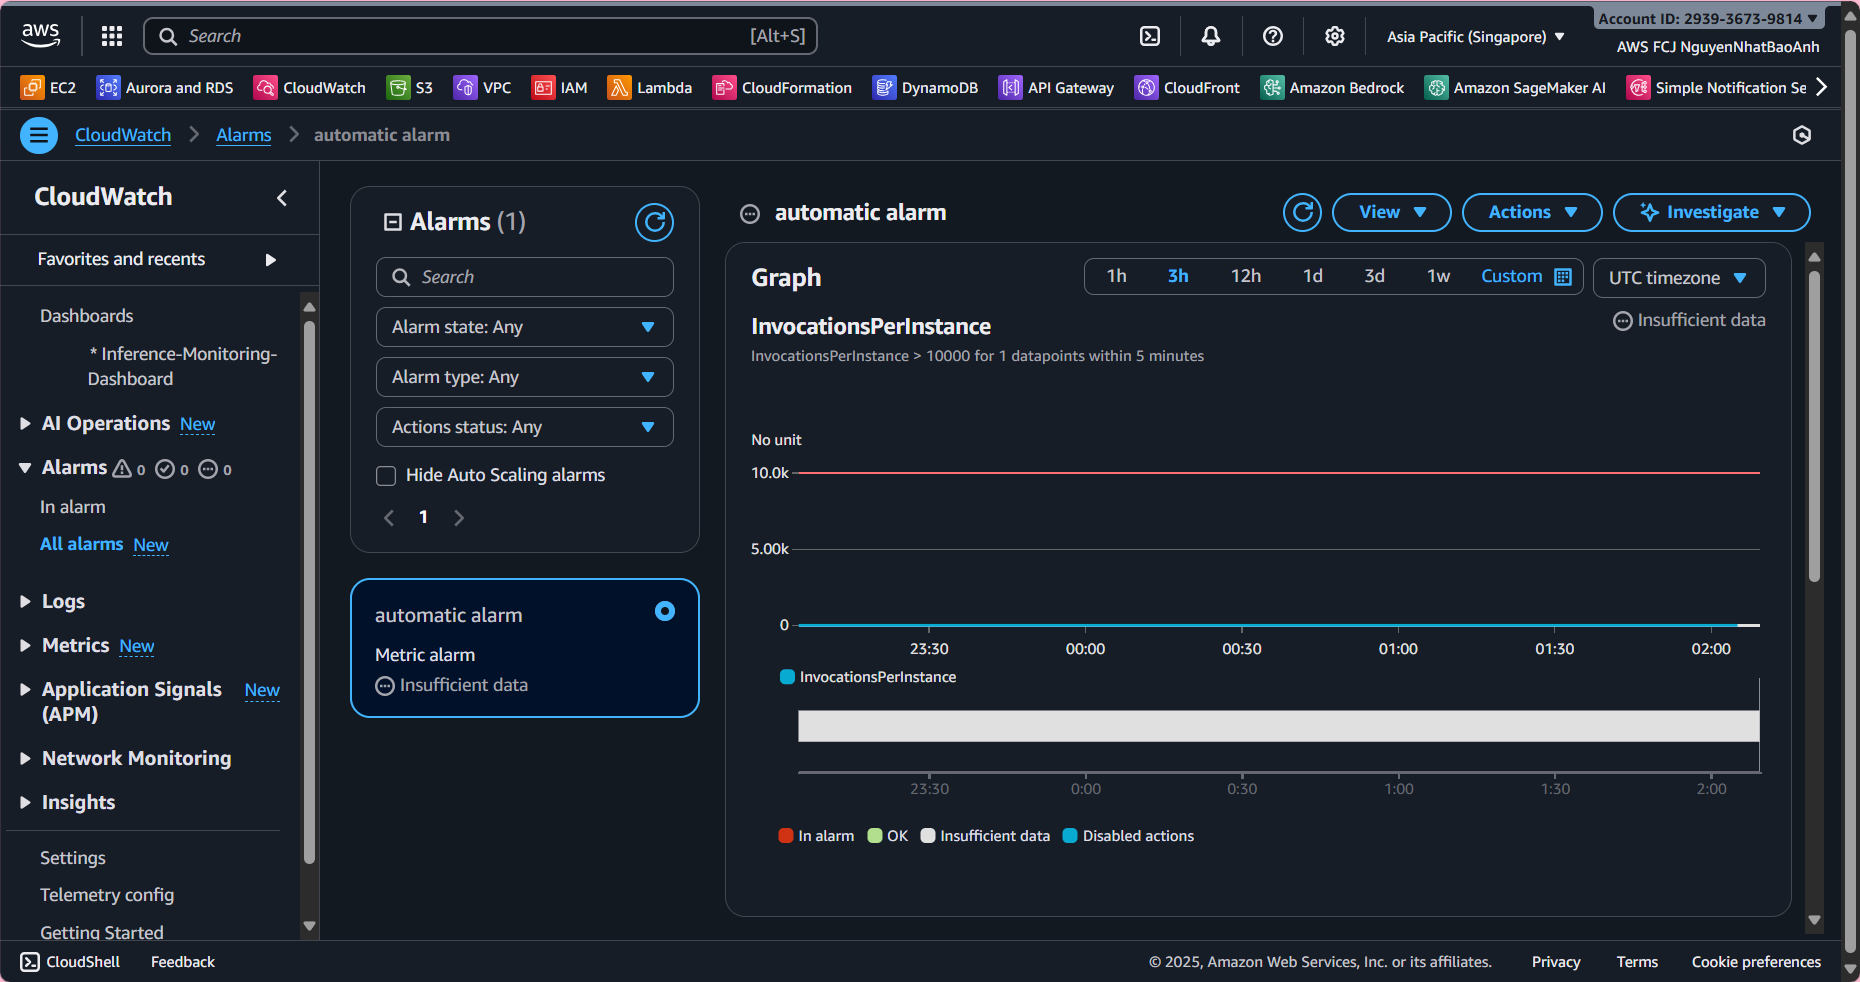 aws
Search
[Alt+S]
Asia Pacific (Singapore)
Account ID: 2939-3673-9814
AWS FCJ NguyenNhatBaoAnh
EC2
Aurora and RDS
CloudWatch
S3
VPC
IAM
Lambda
CloudFormation
DynamoDB
API Gateway
CloudFront
Amazon Bedrock
Amazon SageMaker AI
Simple Notification Se
CloudWatch
Alarms
automatic alarm
CloudWatch
Favorites and recents
Dashboards
* Inference-Monitoring-
Dashboard
AI Operations New
Alarms 0 0 0
In alarm
All alarms New
Logs
Metrics New
Application Signals New
(APM)
Network Monitoring
Insights
Settings
Telemetry config
Getting Started
Alarms (1)
Search
Alarm state: Any
Alarm type: Any
Actions status: Any
Hide Auto Scaling alarms
1
automatic alarm
Metric alarm
Insufficient data
automatic alarm
View
Actions
Investigate
Graph
1h
3h
12h
1d
3d
1w
Custom
UTC timezone
InvocationsPerInstance
Insufficient data
InvocationsPerInstance > 10000 for 1 datapoints within 5 minutes
No unit
10.0k
5.00k
0
23:30
00:00
00:30
01:00
01:30
02:00
InvocationsPerInstance
23:30
0:00
0:30
1:00
1:30
2:00
In alarm
OK
Insufficient data
Disabled actions
CloudShell
Feedback
© 2025, Amazon Web Services, Inc. or its affiliates.
Privacy
Terms
Cookie preferences